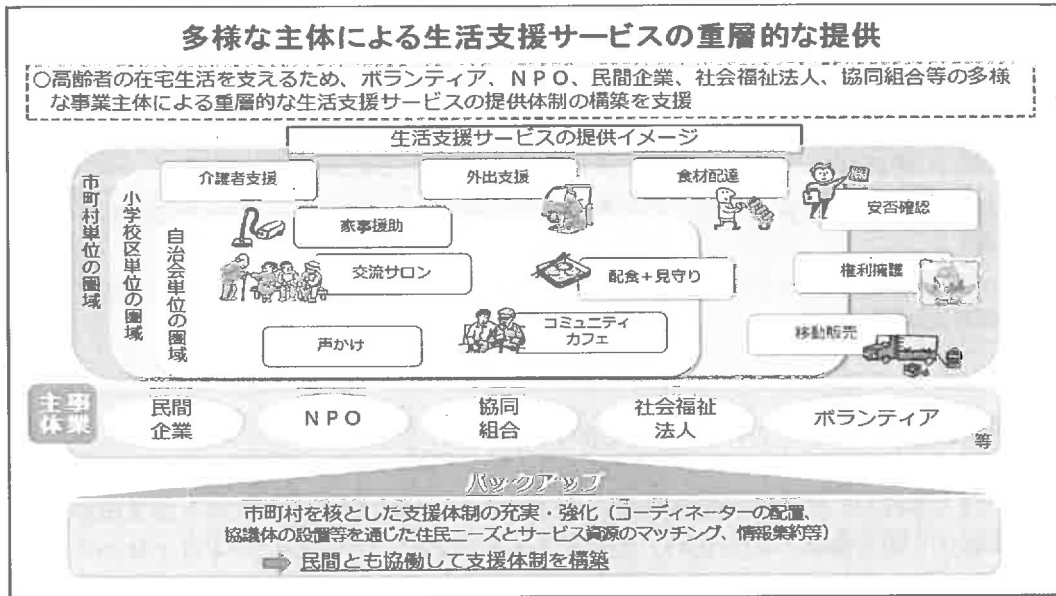 多様な主体による生活支援サービスの重層的な提供
○高齢者の在宅生活を支えるため、ボランティア、NPO、民間企業、社会福祉法人、協同組合等の多様
な事業主体による重層的な生活支援サービスの提供体制の構築を支援
生活支援サービスの提供イメージ
市町村単位の圏域
小学校区単位の圏域
自治会単位の圏域
介護者支援
外出支援
食材配達
安否確認
家事援助
交流サロン
配食+見守り
権利擁護
声かけ
コミュニティ
カフェ
移動販売
事業
主体
民間
企業
NPO
協同
組合
社会福祉
法人
ボランティア
等
バックアップ
市町村を核とした支援体制の充実・強化(コーディネーターの配置、
協議体の設置等を通じた住民ニーズとサービス資源のマッチング、情報集約等)
➡ 民間とも協働して支援体制を構築